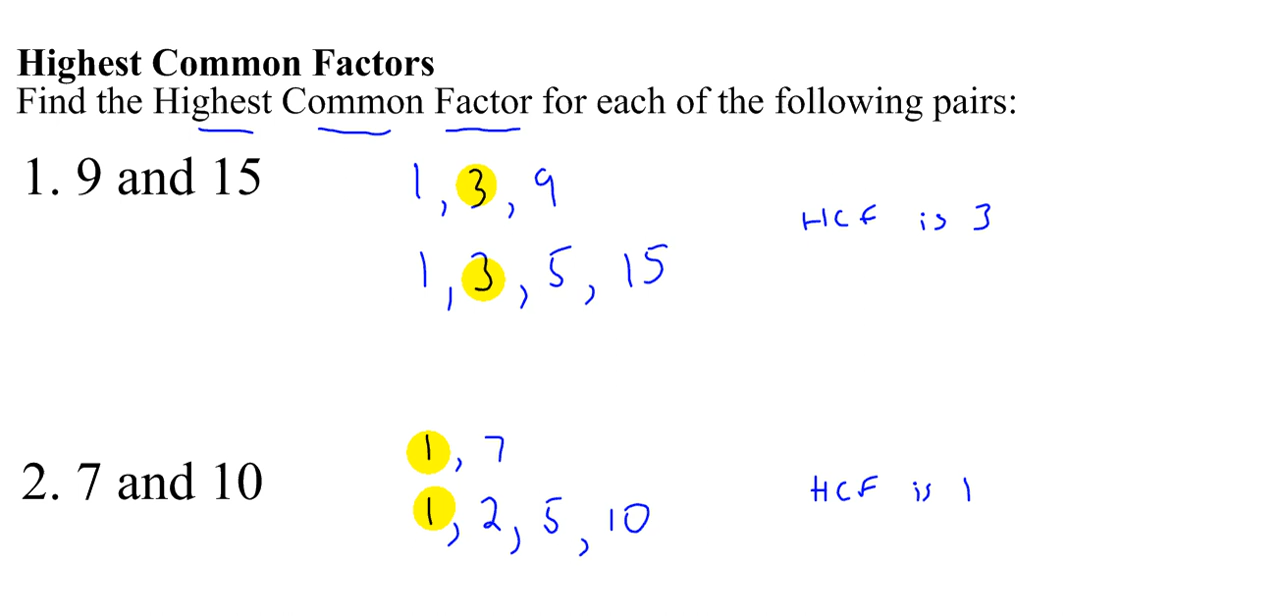 Highest Common Factors
Find the Highest Common Factor for each of the following pairs:
1. 9 and 15
1, 3, 9
1, 3, 5, 15
HCF is 3
2. 7 and 10
1, 7
1, 2, 5, 10
HCF is 1